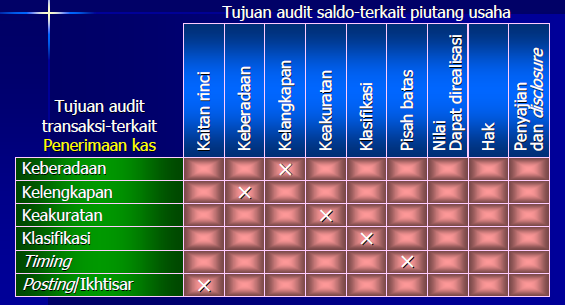 Tujuan audit saldo-terkait piutang usaha
Tujuan audit
transaksi-terkait
Penerimaan kas
Kaitan rinci
Keberadaan
Kelangkapan
Keakuratan
Klasifikasi
Pisah batas
Nilai
Dapat direalisasi
Hak
Penyajian
dan disclosure
Keberadaan X
Kelengkapan X
Keakuratan X
Klasifikasi X
Timing X
Posting/Ikhtisar X